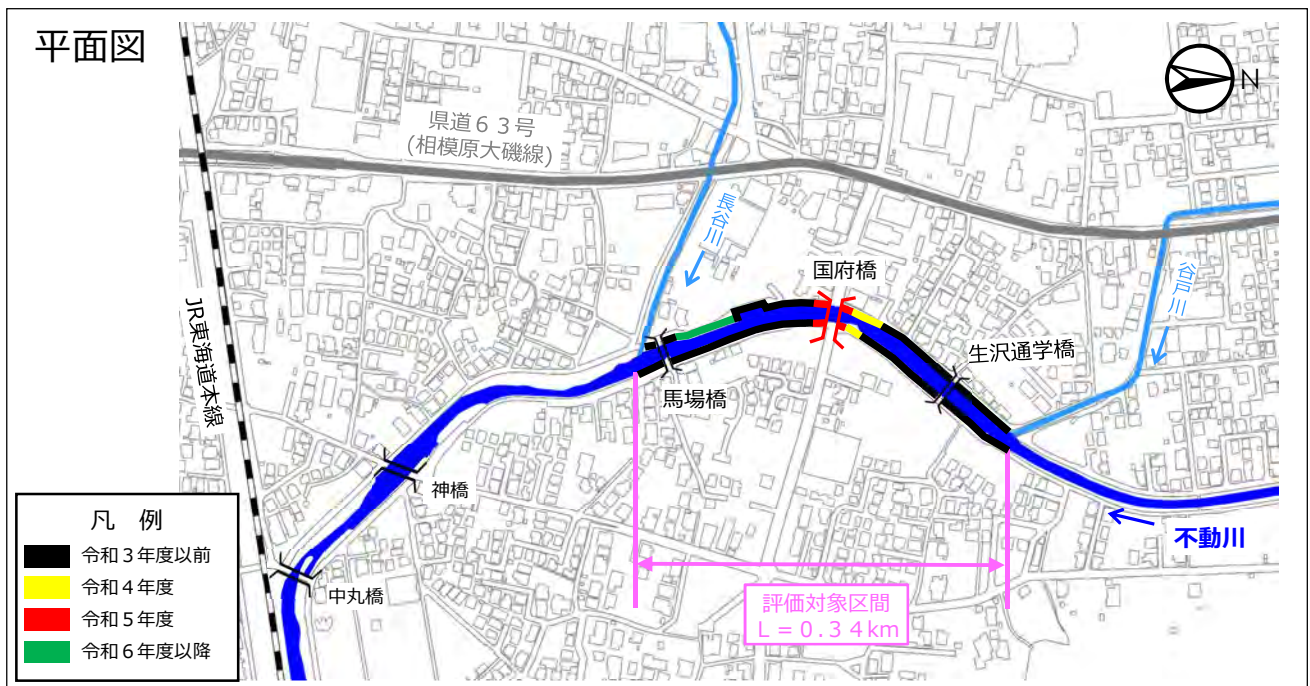 平面図
N
県道６３号
(相模原大磯線)
長谷川
谷戸川
国府橋
JR東海道本線
生沢通学橋
馬場橋
神橋
不動川
中丸橋
評価対象区間
L＝０.３４km
凡　例
令和３年度以前
令和４年度
令和５年度
令和６年度以降